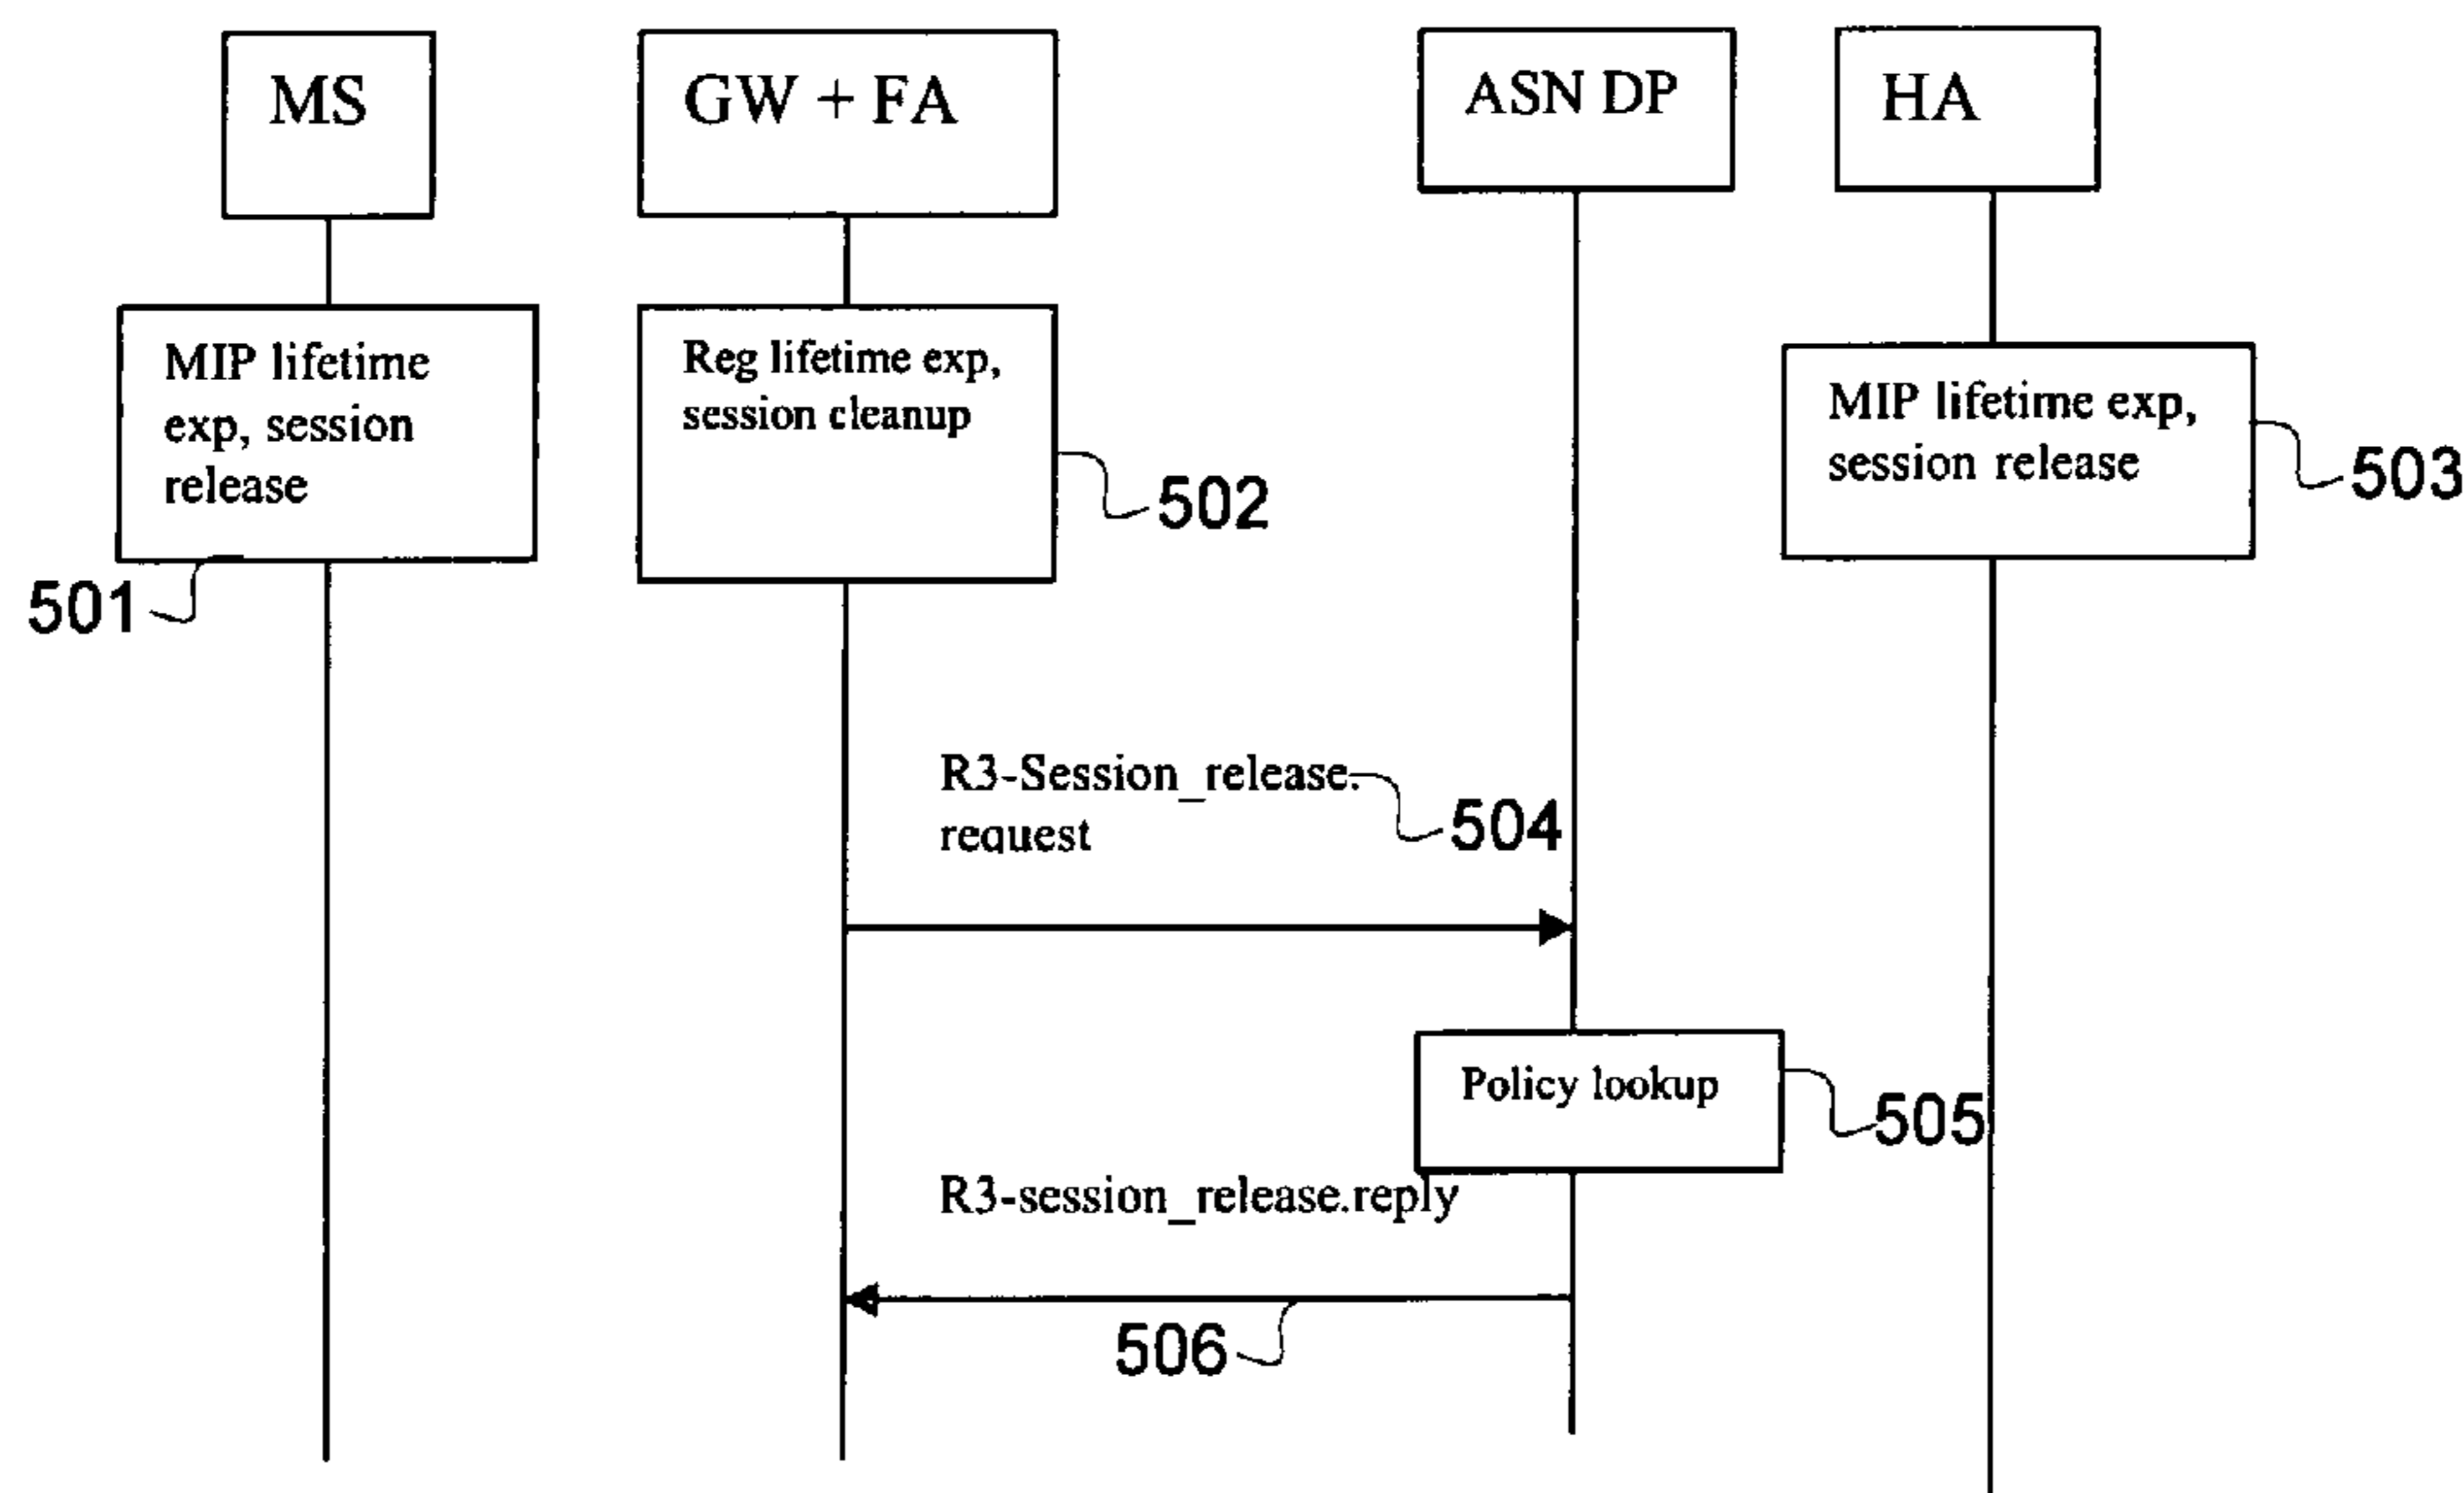 MS
GW + FA
ASN DP
HA
MIP lifetime
exp, session
release
501
Reg lifetime exp,
session cleanup
502
MIP lifetime exp,
session release
503
R3-Session_release.
request
504
Policy lookup
505
R3-session_release.reply
506